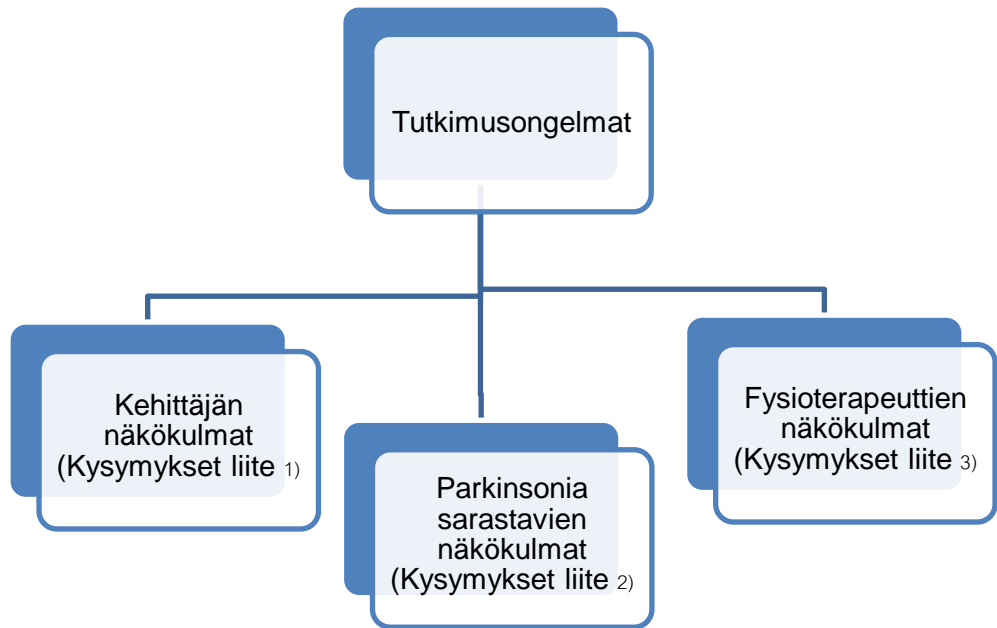 Tutkimusongelmat
Kehittäjän
näkökulmat
(Kysymykset liite 1)
Parkinsonia
sarastavien
näkökulmat
(Kysymykset liite 2)
Fysioterapeuttien
näkökulmat
(Kysymykset liite 3)